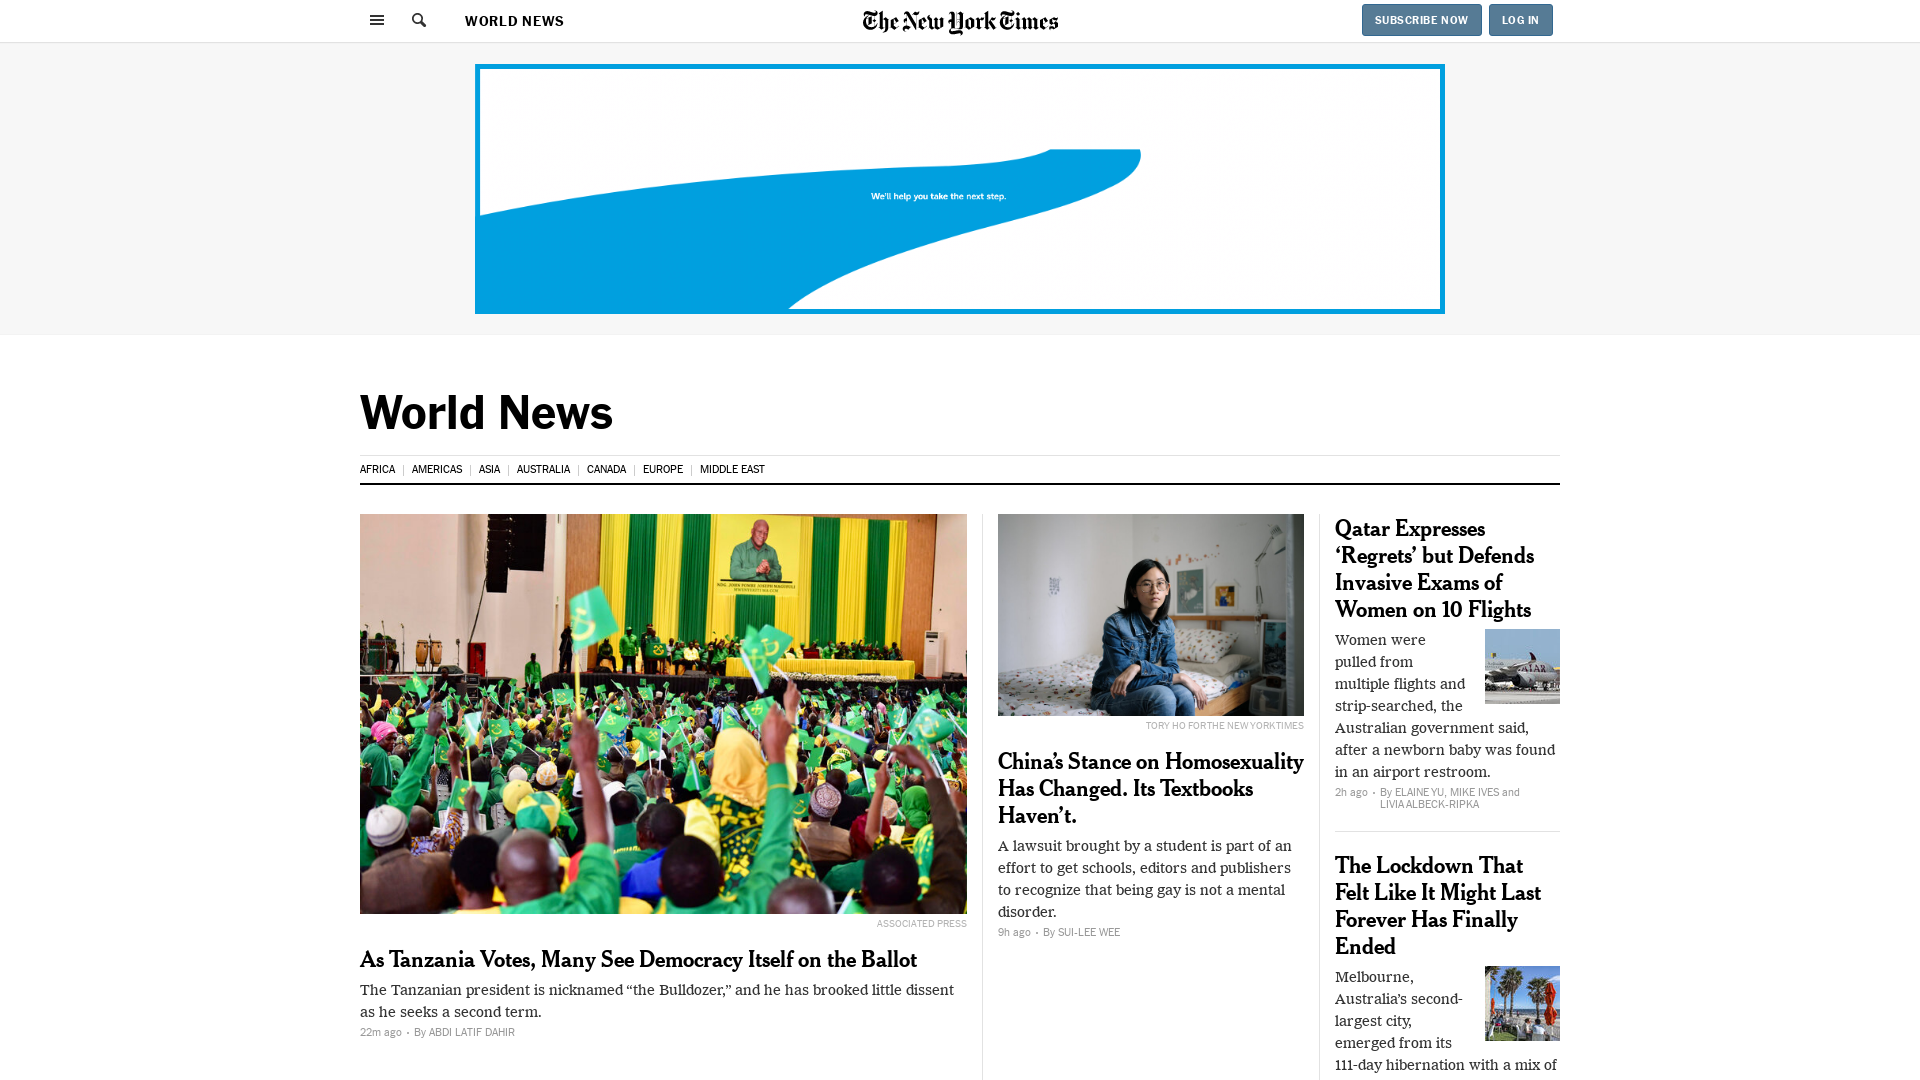 WORLD NEWS
The New York Times
SUBSCRIBE NOW
LOG IN
We'll help you take the next step.
World News
AFRICA
AMERICAS
ASIA
AUSTRALIA
CANADA
EUROPE
MIDDLE EAST
ASSOCIATED PRESS
As Tanzania Votes, Many See Democracy Itself on the Ballot
The Tanzanian president is nicknamed “the Bulldozer,” and he has brooked little dissent
as he seeks a second term.
22m ago • By ABDI LATIF DAHIR
TORY HO FOR THE NEW YORK TIMES
China’s Stance on Homosexuality
Has Changed. Its Textbooks
Haven’t.
A lawsuit brought by a student is part of an
effort to get schools, editors and publishers
to recognize that being gay is not a mental
disorder.
9h ago • By SUI-LEE WEE
Qatar Expresses
‘Regrets’ but Defends
Invasive Exams of
Women on 10 Flights
Women were
pulled from
multiple flights and
strip-searched, the
Australian government said,
after a newborn baby was found
in an airport restroom.
QATAR
2h ago • By ELAINE YU, MIKE IVES and
LIVIA ALBECK-RIPKA
The Lockdown That
Felt Like It Might Last
Forever Has Finally
Ended
Melbourne,
Australia’s second-
largest city,
emerged from its
111-day hibernation with a mix of